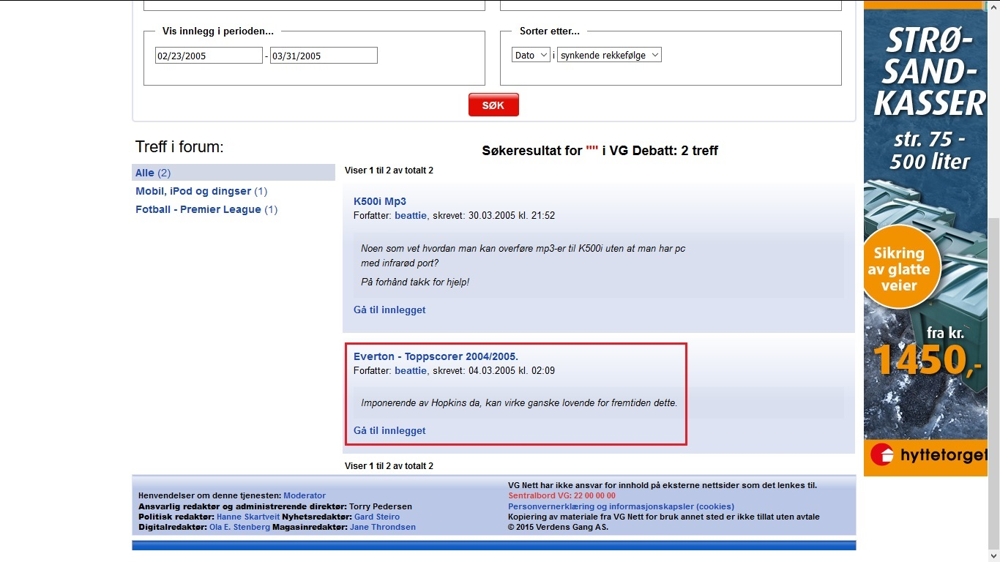 Vis innlegg i perioden...
02/23/2005 - 03/31/2005
Sorter etter...
Dato i synkende rekkefølge
SØK
Treff i forum:
Alle (2)
Mobil, iPod og dingser (1)
Fotball - Premier League (1)
Søkeresultat for "" i VG Debatt: 2 treff
Viser 1 til 2 av totalt 2
K500i Mp3
Forfatter: beattie, skrevet: 30.03.2005 kl. 21:52
Noen som vet hvordan man kan overføre mp3-er til K500i uten at man har pc
med infrarød port?
På forhånd takk for hjelp!
Gå til innlegget
Everton - Toppscorer 2004/2005.
Forfatter: beattie, skrevet: 04.03.2005 kl. 02:09
Imponerende av Hopkins da, kan virke ganske lovende for fremtiden dette.
Gå til innlegget
Viser 1 til 2 av totalt 2
Henvendelser om denne tjenesten: Moderator
Ansvarlig redaktør og administrerende direktør: Torry Pedersen
Politisk redaktør: Hanne Skartveit Nyhetsredaktør: Gard Steiro
Digitalredaktør: Ola E. Stenberg Magasinredaktør: Jane Throndsen
VG Nett har ikke ansvar for innhold på eksterne nettsider som det lenkes til.
Sentralbord VG: 22 00 00 00
Personvernerklæring og informasjonskapsler (cookies)
Kopiering av materiale fra VG Nett for bruk annet sted er ikke tillat uten avtale
© 2015 Verdens Gang AS.
STRØ-
SAND-
KASSER
str. 75 -
500 liter
Sikring
av glatte
veier
fra kr.
1450,-
hyttetorget